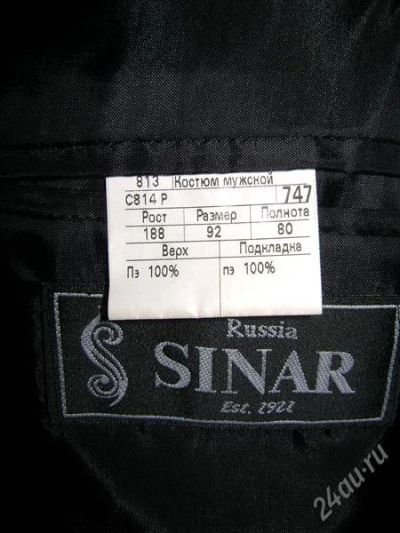 813 Костюм мужской
С814 Р 747
Рост Размер Полнота
188 92 80
Верх Подкладка
Пэ 100% пэ 100%
Russia
SINAR
Est. 1921
24au.ru